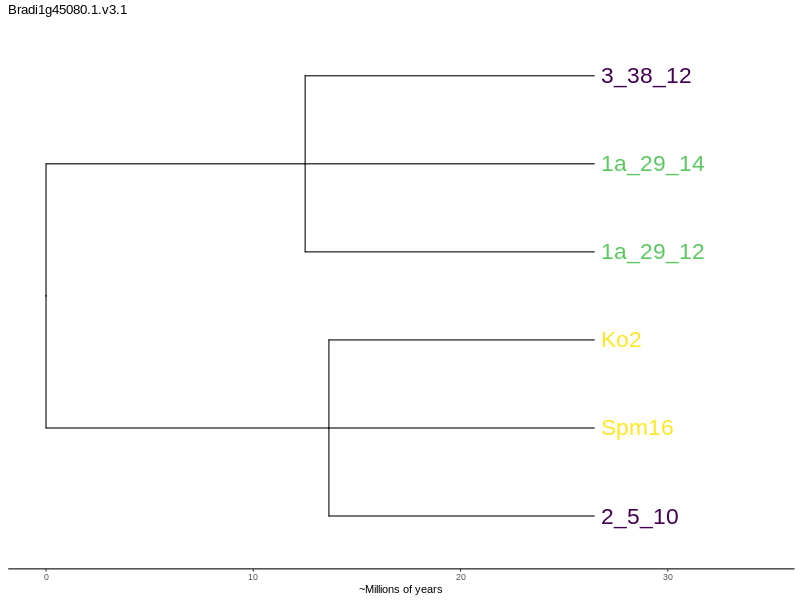 Bradi1g45080.1.v3.1
3_38_12
1a_29_14
1a_29_12
Ko2
Spm16
2_5_10
0 10 20 30
~Millions of years